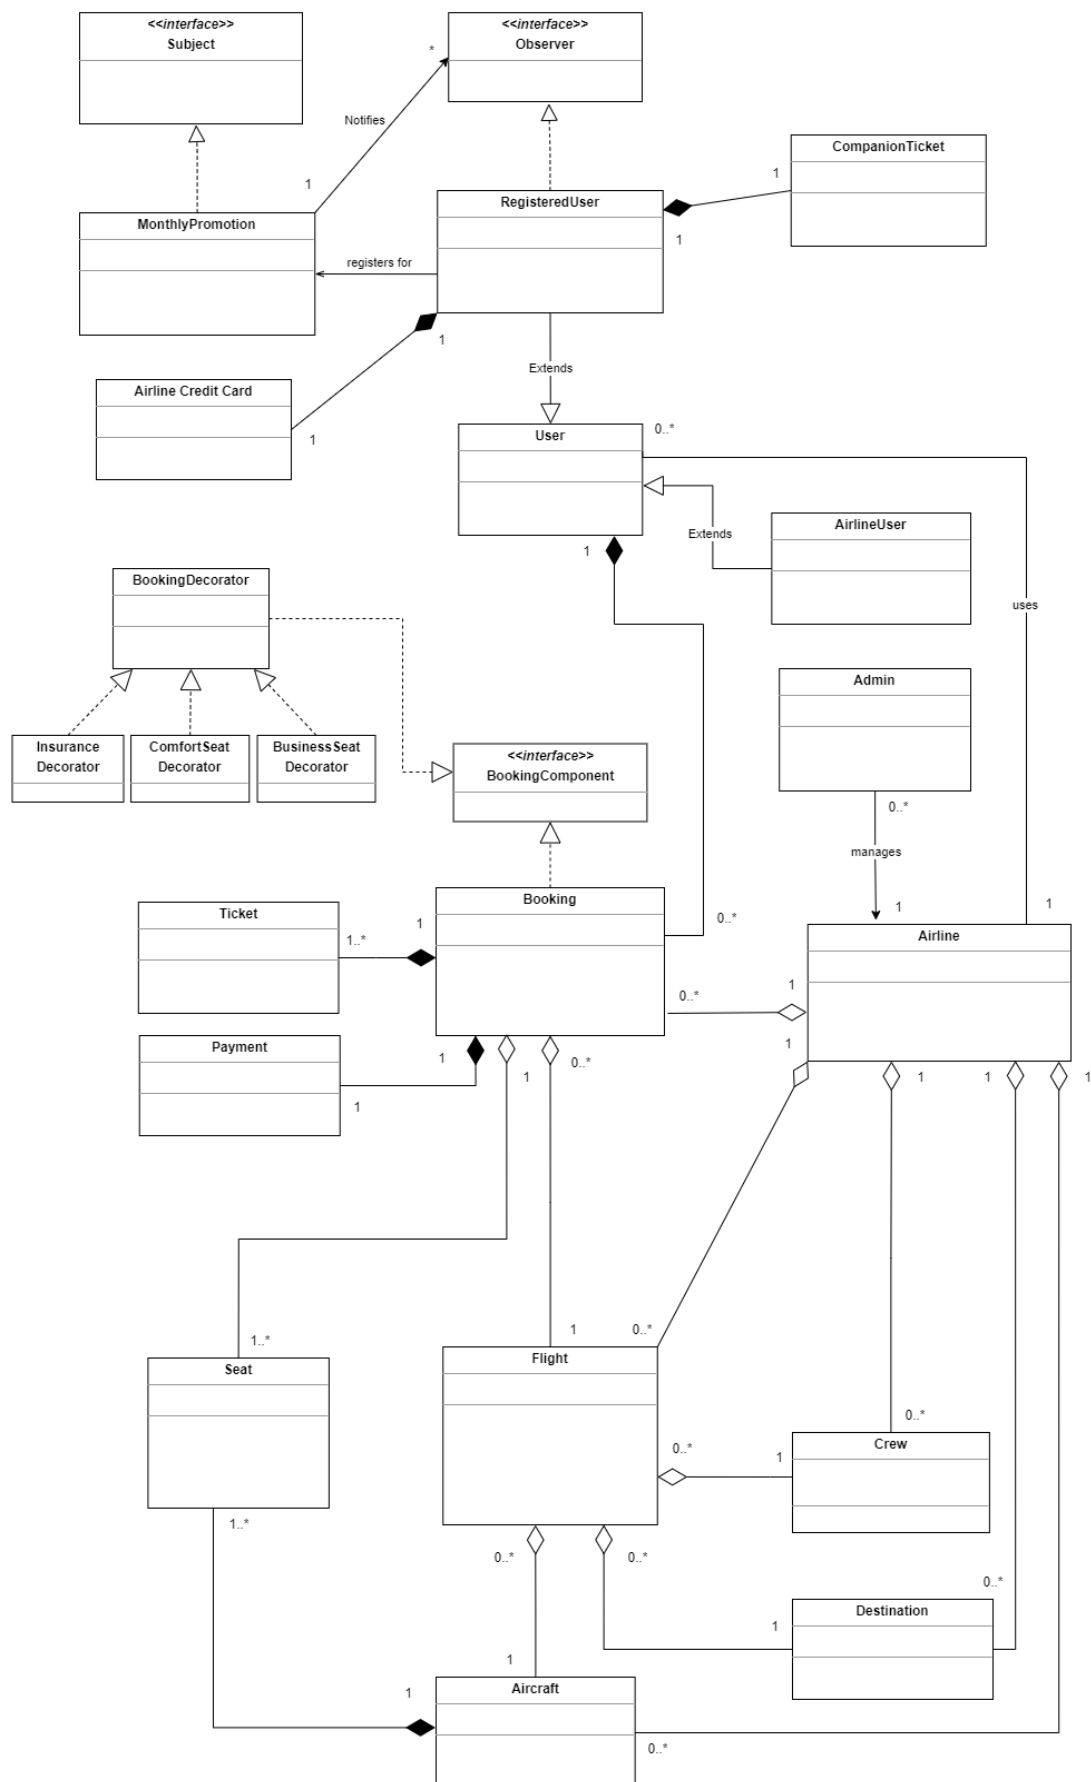 <<interface>>
Subject
<<interface>>
Observer
*
Notifies
1
CompanionTicket
1
RegisteredUser
1
MonthlyPromotion
registers for
1
Airline Credit Card
1
Extends
User
0..*
1
AirlineUser
Extends
uses
BookingDecorator
Admin
Insurance
Decorator
ComfortSeat
Decorator
BusinessSeat
Decorator
<<interface>>
BookingComponent
0..*
manages
Booking
Ticket
1
1..*
0..*
1
1
Airline
1
0..*
1
Payment
1
1
1
0..*
1
1
1
1
1..*
1
0..*
Seat
Flight
0..*
Crew
0..*
1
1..*
0..*
0..*
0..*
Destination
1
1
Aircraft
1
0..*